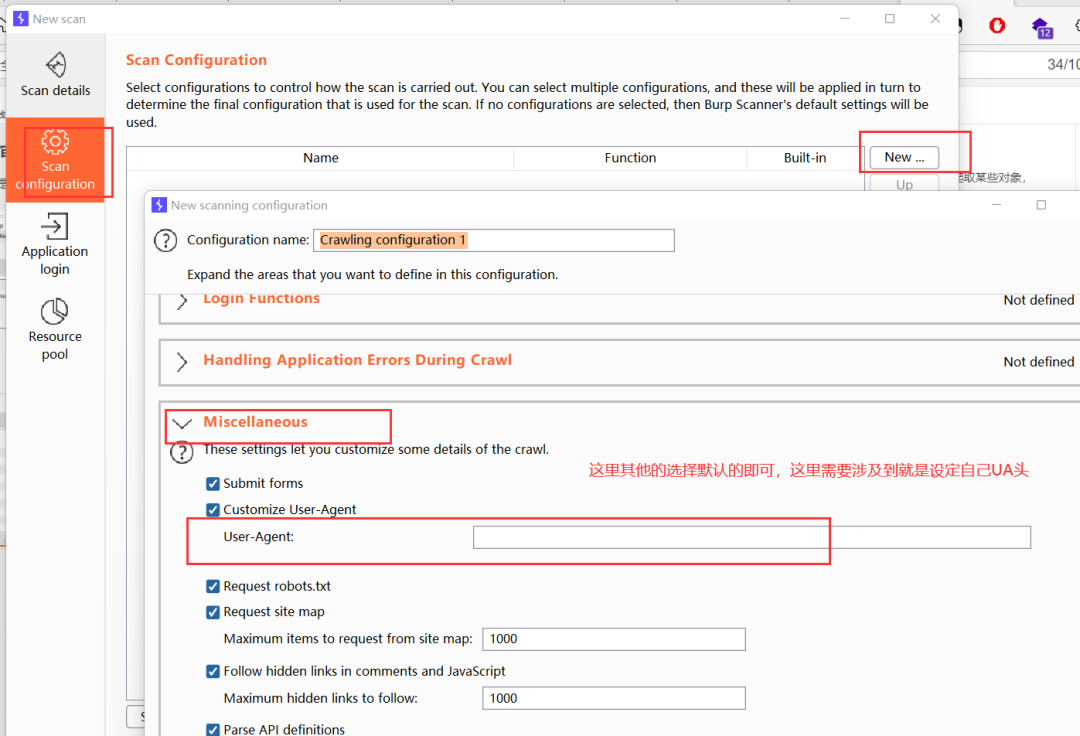 New scan
12
34/10
Scan details
Scan
configuration
Application
login
Resource
pool
Scan Configuration
Select configurations to control how the scan is carried out. You can select multiple configurations, and these will be applied in turn to
determine the final configuration that is used for the scan. If no configurations are selected, then Burp Scanner's default settings will be
used.
Name Function Built-in
New ...
Up
取某些对象,
New scanning configuration
Configuration name: Crawling configuration 1
Expand the areas that you want to define in this configuration.
Login Functions Not defined
Handling Application Errors During Crawl Not defined
Miscellaneous
These settings let you customize some details of the crawl.
这里其他的选择默认的即可，这里需要涉及到就是设定自己UA头
Submit forms
Customize User-Agent
User-Agent:
Request robots.txt
Request site map
Maximum items to request from site map: 1000
Follow hidden links in comments and JavaScript
Maximum hidden links to follow: 1000
Parse API definitions